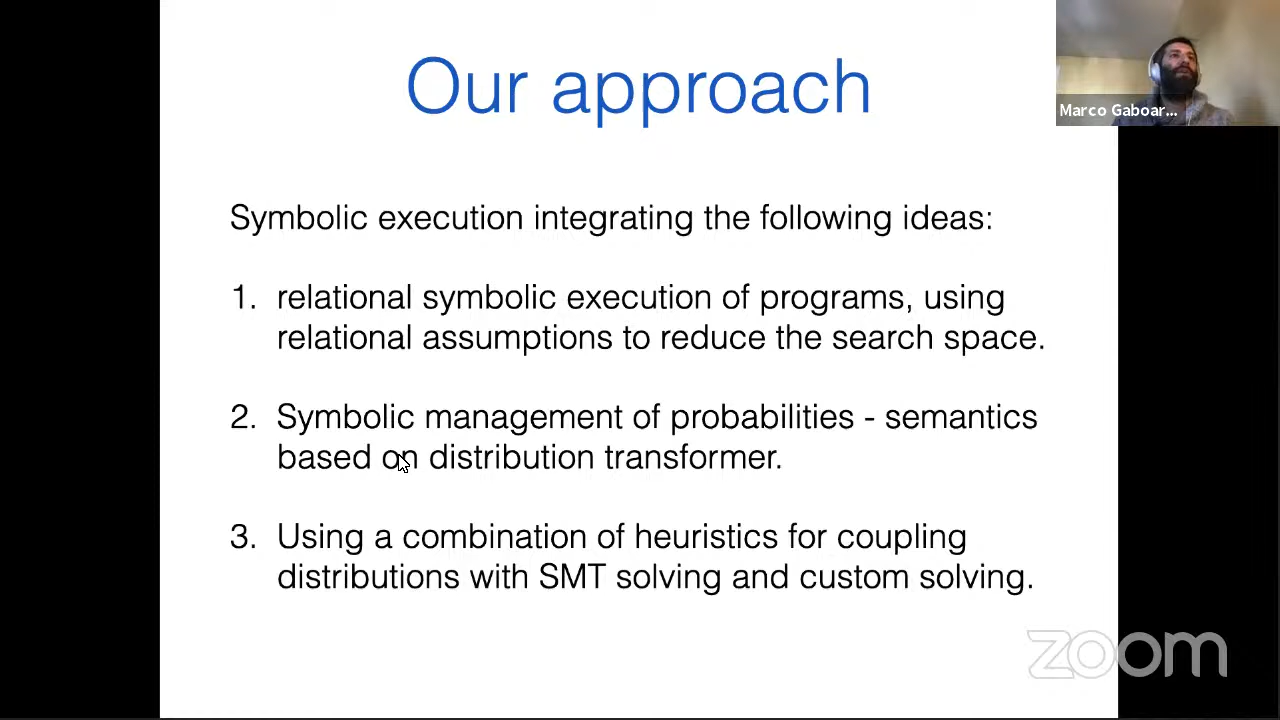 Our approach
Marco Gaboar...
Symbolic execution integrating the following ideas:
1. relational symbolic execution of programs, using
relational assumptions to reduce the search space.
2. Symbolic management of probabilities - semantics
based on distribution transformer.
3. Using a combination of heuristics for coupling
distributions with SMT solving and custom solving.
zoom